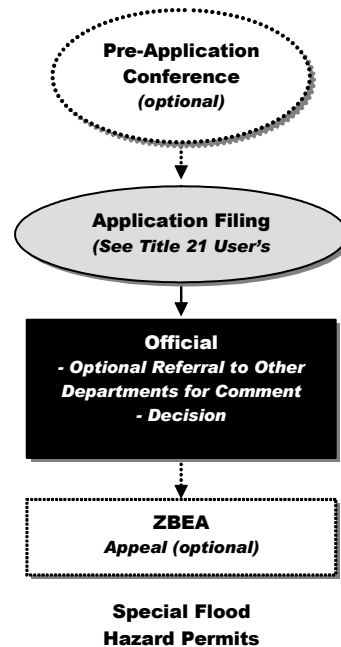 Pre-Application
Conference
(optional)
Application Filing
(See Title 21 User's
Official
- Optional Referral to Other
Departments for Comment
- Decision
ZBEA
Appeal (optional)
Special Flood
Hazard Permits